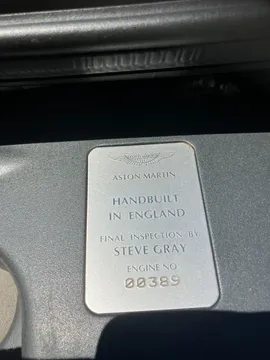 ASTON MARTIN
HANDBUILT
IN ENGLAND
FINAL INSPECTION BY
STEVE GRAY
ENGINE NO
00389